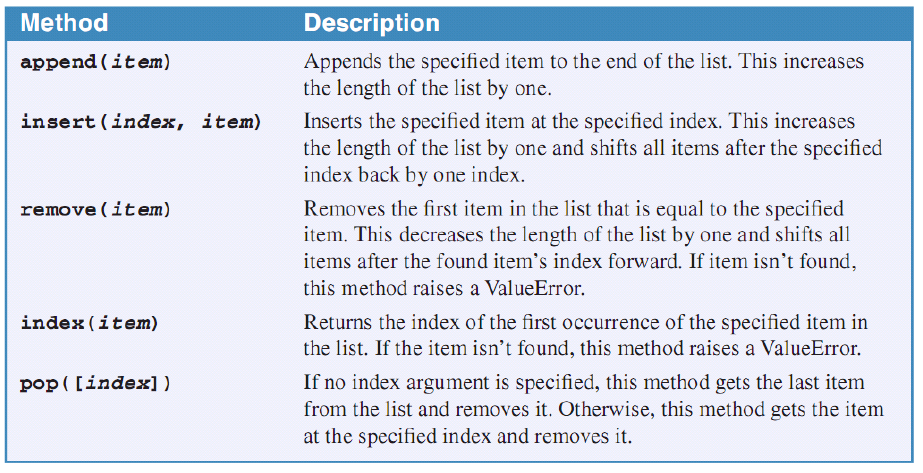 Method Description
append(item) Appends the specified item to the end of the list. This increases
the length of the list by one.
insert(index, item) Inserts the specified item at the specified index. This increases
the length of the list by one and shifts all items after the specified
index back by one index.
remove(item) Removes the first item in the list that is equal to the specified
item. This decreases the length of the list by one and shifts all
items after the found item's index forward. If item isn't found,
this method raises a ValueError.
index(item) Returns the index of the first occurrence of the specified item in
the list. If the item isn't found, this method raises a ValueError.
pop([index]) If no index argument is specified, this method gets the last item
from the list and removes it. Otherwise, this method gets the item
at the specified index and removes it.